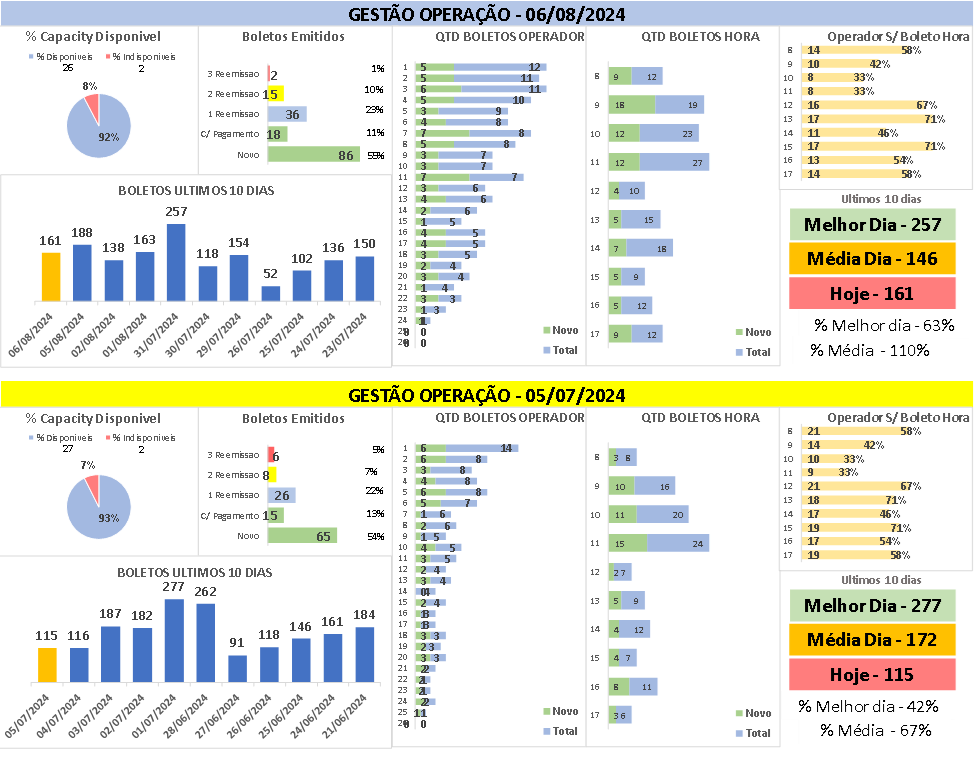 GESTÃO OPERAÇÃO - 06/08/2024
% Capacity Disponivel
% Disponiveis % Indisponiveis
26 2
8%
92%
Boletos Emitidos
3 Reemissao 2 1%
2 Reemissao 15 10%
1 Reemissao 36 23%
C/ Pagamento 18 11%
Novo 86 55%
BOLETOS ULTIMOS 10 DIAS
161 188 138 163 257 118 154 52 102 136 150
06/08/2024 05/08/2024 02/08/2024 01/08/2024 31/07/2024 30/07/2024 29/07/2024 26/07/2024 25/07/2024 24/07/2024 23/07/2024
QTD BOLETOS OPERADOR
1 5 12
2 5 11
3 6 11
4 5 10
5 3 9
6 4 8
7 7 8
8 5 8
9 3 7
10 3 7
11 7 7
12 3 6
13 4 6
14 2 6
15 1 5
16 4 5
17 4 5
18 3 5
19 2 4
20 3 4
21 1 4
22 3 3
23 1 3
24 1
0 0
0 0
Novo
Total
QTD BOLETOS HORA
8 9 12
9 18 19
10 12 23
11 12 27
12 4 10
13 5 15
14 7 18
15 5 9
16 5 12
17 9 12
Novo
Total
Operador S/ Boleto Hora
8 14 58%
9 10 42%
10 8 33%
11 8 33%
12 16 67%
13 17 71%
14 11 46%
15 17 71%
16 13 54%
17 14 58%
Ultimos 10 dias
Melhor Dia - 257
Média Dia - 146
Hoje - 161
% Melhor dia - 63%
% Média - 110%
GESTÃO OPERAÇÃO - 05/07/2024
% Capacity Disponivel
% Disponiveis % Indisponiveis
27 2
7%
93%
Boletos Emitidos
3 Reemissao 6 5%
2 Reemissao 8 7%
1 Reemissao 26 22%
C/ Pagamento 15 13%
Novo 65 54%
BOLETOS ULTIMOS 10 DIAS
115 116 187 182 277 262 91 118 146 161 184
05/07/2024 04/07/2024 03/07/2024 02/07/2024 01/07/2024 28/06/2024 27/06/2024 26/06/2024 25/06/2024 24/06/2024 21/06/2024
QTD BOLETOS OPERADOR
1 6 14
2 6 8
3 3 8
4 4 8
5 6 8
6 5 7
7 1 6
8 2 6
9 1 5
10 4 5
11 3 5
12 2 4
13 3 4
14 0 4
15 2 4
16 1 3
17 1 3
18 3 3
19 2 3
20 3 3
21 2
22 2
23 1
24 2
25 1 1
0 0
Novo
Total
QTD BOLETOS HORA
8 3 8
9 10 16
10 11 20
11 15 24
12 2 7
13 5 9
14 4 12
15 4 7
16 8 11
17 3 6
Novo
Total
Operador S/ Boleto Hora
8 21 58%
9 14 42%
10 10 33%
11 9 33%
12 21 67%
13 18 71%
14 17 46%
15 19 71%
16 17 54%
17 19 58%
Ultimos 10 dias
Melhor Dia - 277
Média Dia - 172
Hoje - 115
% Melhor dia - 42%
% Média - 67%